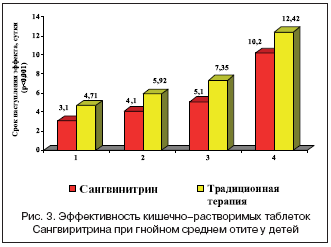 Срок наступления эффекта, сутки
(p<0,001)
14
12
10
8
6
4
2
0
3,1
4,71
4,1
5,92
5,1
7,35
10,2
12,42
1
2
3
4
Сангвинитрин
Традиционная
терапия
Рис. 3. Эффективность кишечно–растворимых таблеток
Сангвиритрина при гнойном среднем отите у детей